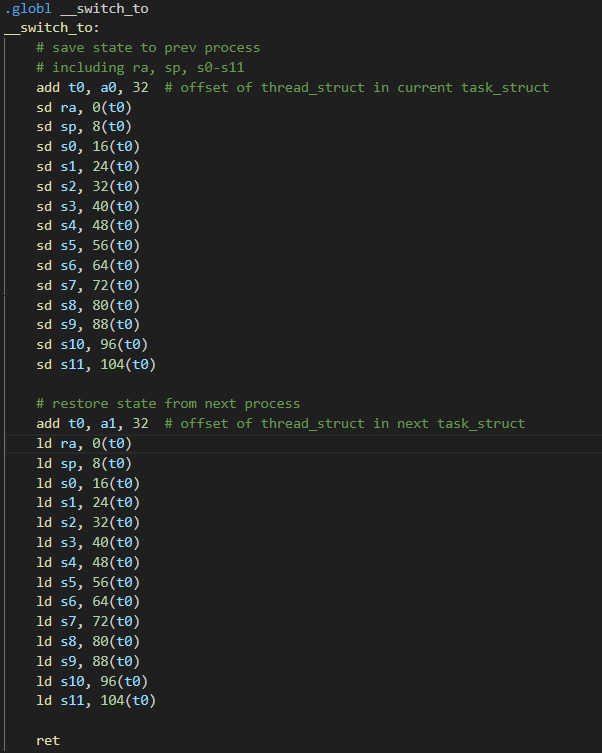 .globl __switch_to
__switch_to:
    # save state to prev process
    # including ra, sp, s0-s11
    add t0, a0, 32  # offset of thread_struct in current task_struct
    sd ra, 0(t0)
    sd sp, 8(t0)
    sd s0, 16(t0)
    sd s1, 24(t0)
    sd s2, 32(t0)
    sd s3, 40(t0)
    sd s4, 48(t0)
    sd s5, 56(t0)
    sd s6, 64(t0)
    sd s7, 72(t0)
    sd s8, 80(t0)
    sd s9, 88(t0)
    sd s10, 96(t0)
    sd s11, 104(t0)

    # restore state from next process
    add t0, a1, 32  # offset of thread_struct in next task_struct
    ld ra, 0(t0)
    ld sp, 8(t0)
    ld s0, 16(t0)
    ld s1, 24(t0)
    ld s2, 32(t0)
    ld s3, 40(t0)
    ld s4, 48(t0)
    ld s5, 56(t0)
    ld s6, 64(t0)
    ld s7, 72(t0)
    ld s8, 80(t0)
    ld s9, 88(t0)
    ld s10, 96(t0)
    ld s11, 104(t0)

    ret